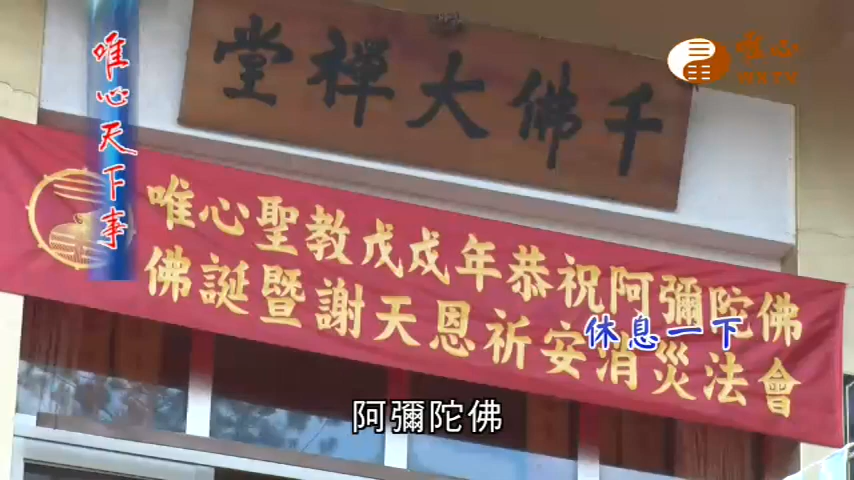 千佛大禪堂
唯心
WXTV
唯心天下事
唯心聖教戊戌年恭祝阿彌陀佛
佛誕暨謝天恩祈安消災法會
休息一下
阿彌陀佛